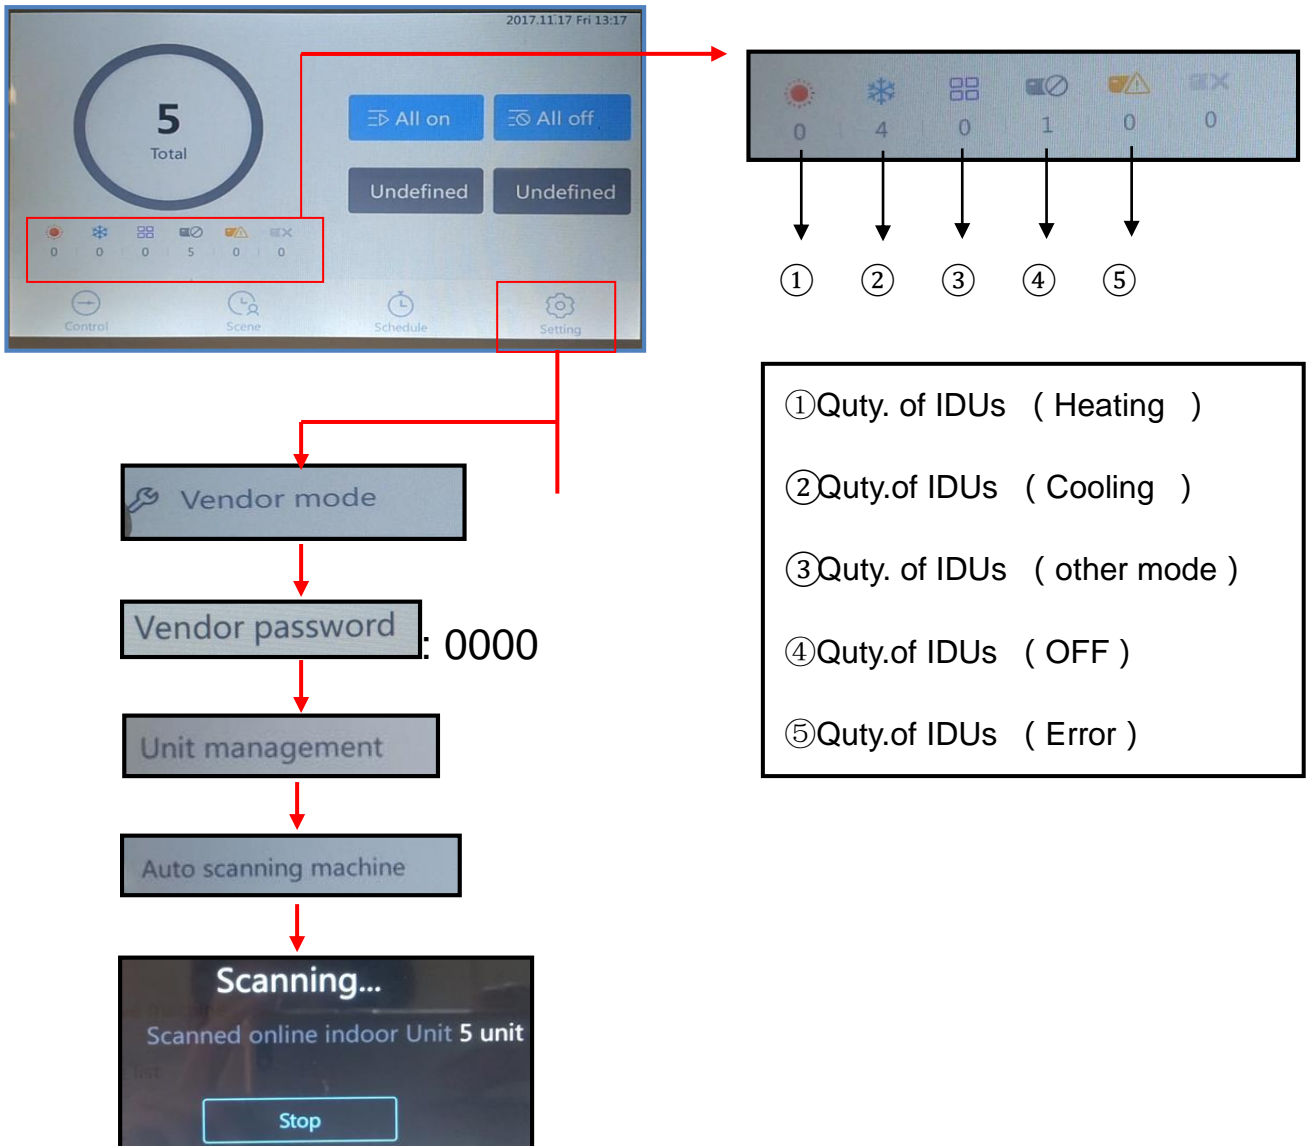 2017.11.17 Fri 13:17
5
Total
All on
All off
Undefined
Undefined
0 0 0 5 0 0
Control
Scene
Schedule
Setting
0 4 0 1 0 0
① ② ③ ④ ⑤
①Quty. of IDUs ( Heating )
②Quty.of IDUs ( Cooling )
③Quty. of IDUs ( other mode )
④Quty.of IDUs ( OFF )
⑤Quty.of IDUs ( Error )
Vendor mode
Vendor password : 0000
Unit management
Auto scanning machine
Scanning...
Scanned online indoor Unit 5 unit
Stop